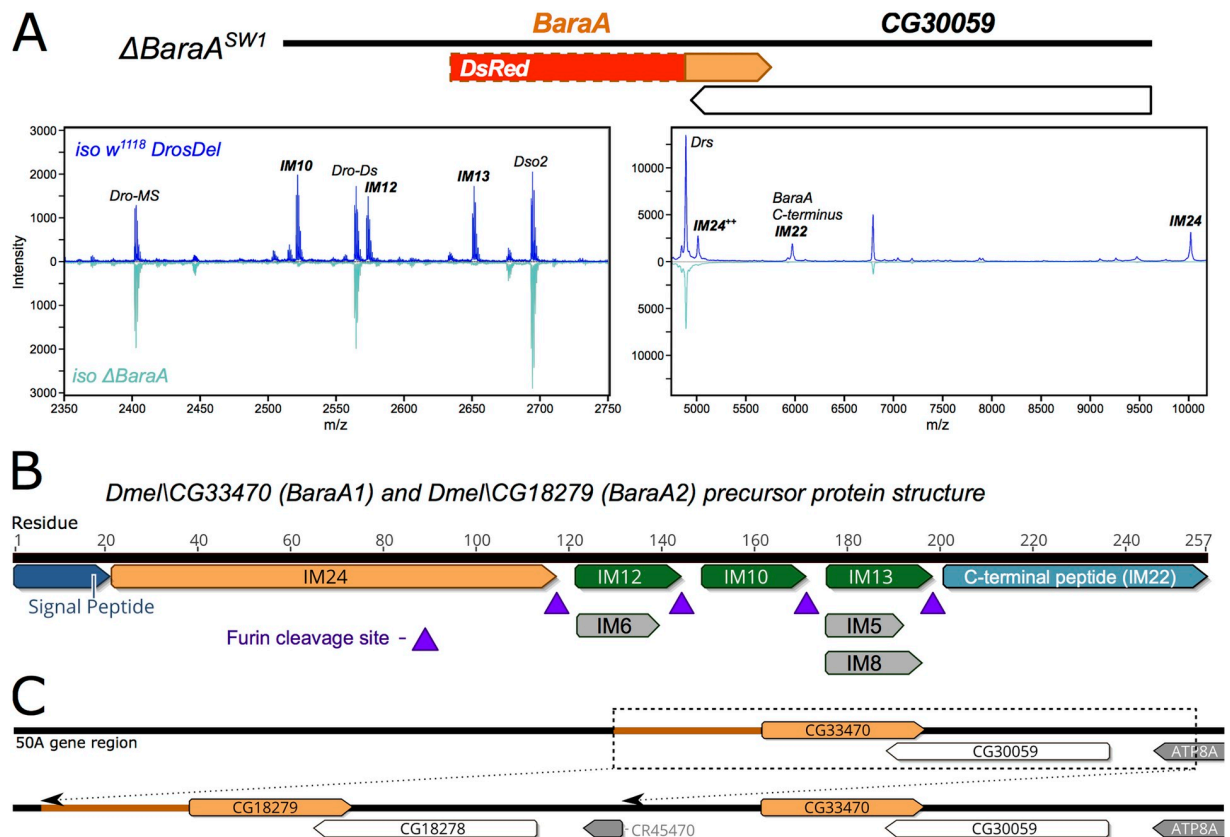 A
BaraA
CG30059
ΔBaraA^SW1
DsRed
iso w^1118 DrosDel
Dro-MS
IM10
Dro-Ds
IM12
IM13
Dso2
iso ΔBaraA
Intensity
3000
2000
1000
0
1000
2000
3000
2350 2400 2450 2500 2550 2600 2650 2700 2750
m/z
Drs
IM24^++
BaraA
C-terminus
IM22
IM24
10000
5000
0
5000
10000
5000 5500 6000 6500 7000 7500 8000 8500 9000 9500 10000
m/z
B
Dmel\CG33470 (BaraA1) and Dmel\CG18279 (BaraA2) precursor protein structure
Residue
1 20 40 60 80 100 120 140 160 180 200 220 240 257
IM24 IM12 IM10 IM13 C-terminal peptide (IM22)
Signal Peptide
IM6 IM5
Furin cleavage site -
IM8
C
50A gene region
CG33470
CG30059 ATP8A
CG18279 CG33470
CG18278 CR45470 CG30059 ATP8A